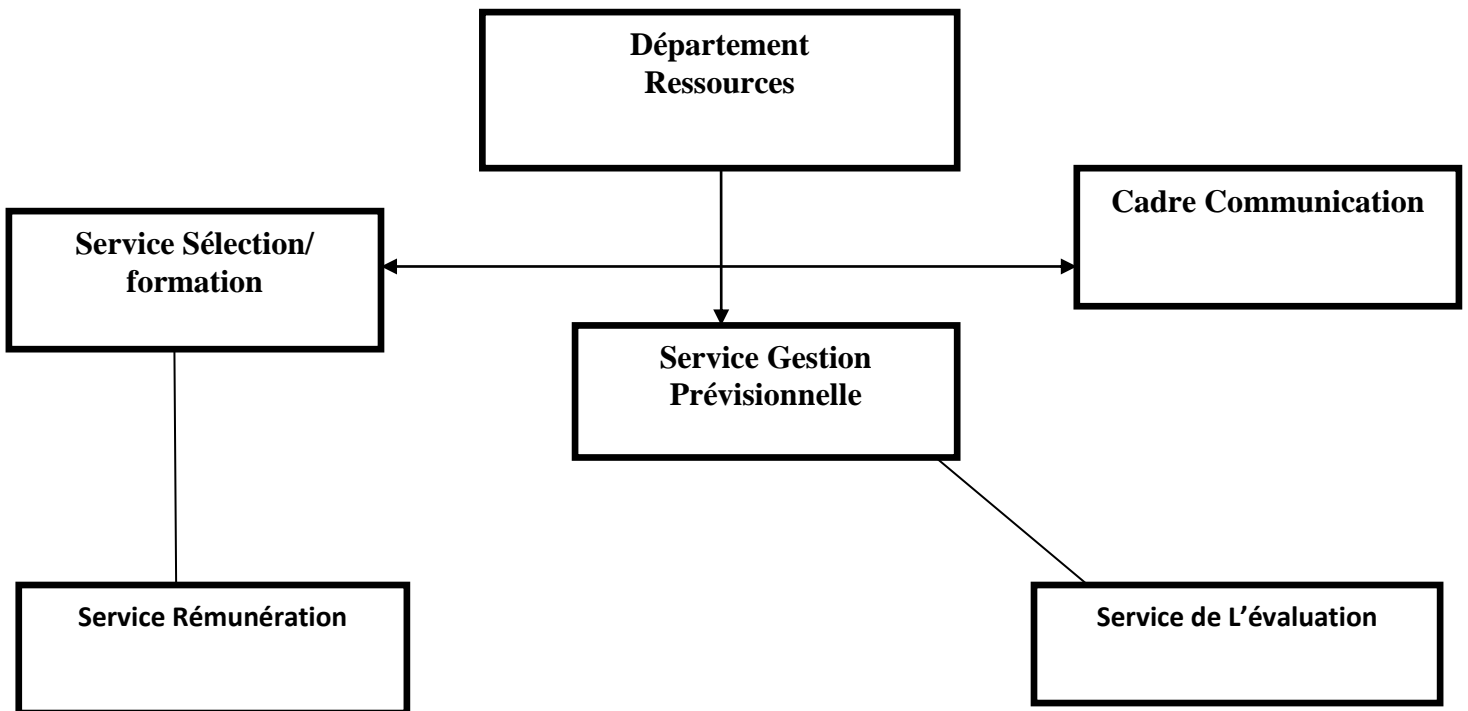 Département
Ressources
Cadre Communication
Service Sélection/
formation
Service Gestion
Prévisionnelle
Service Rémunération
Service de L’évaluation